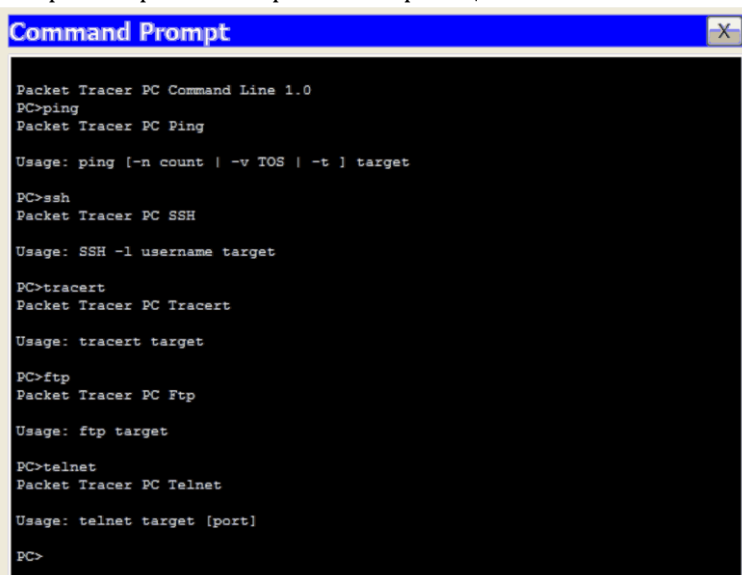 Command Prompt
X
Packet Tracer PC Command Line 1.0
PC>ping
Packet Tracer PC Ping
Usage: ping [-n count | -v TOS | -t ] target
PC>ssh
Packet Tracer PC SSH
Usage: SSH -l username target
PC>tracert
Packet Tracer PC Tracert
Usage: tracert target
PC>ftp
Packet Tracer PC Ftp
Usage: ftp target
PC>telnet
Packet Tracer PC Telnet
Usage: telnet target [port]
PC>